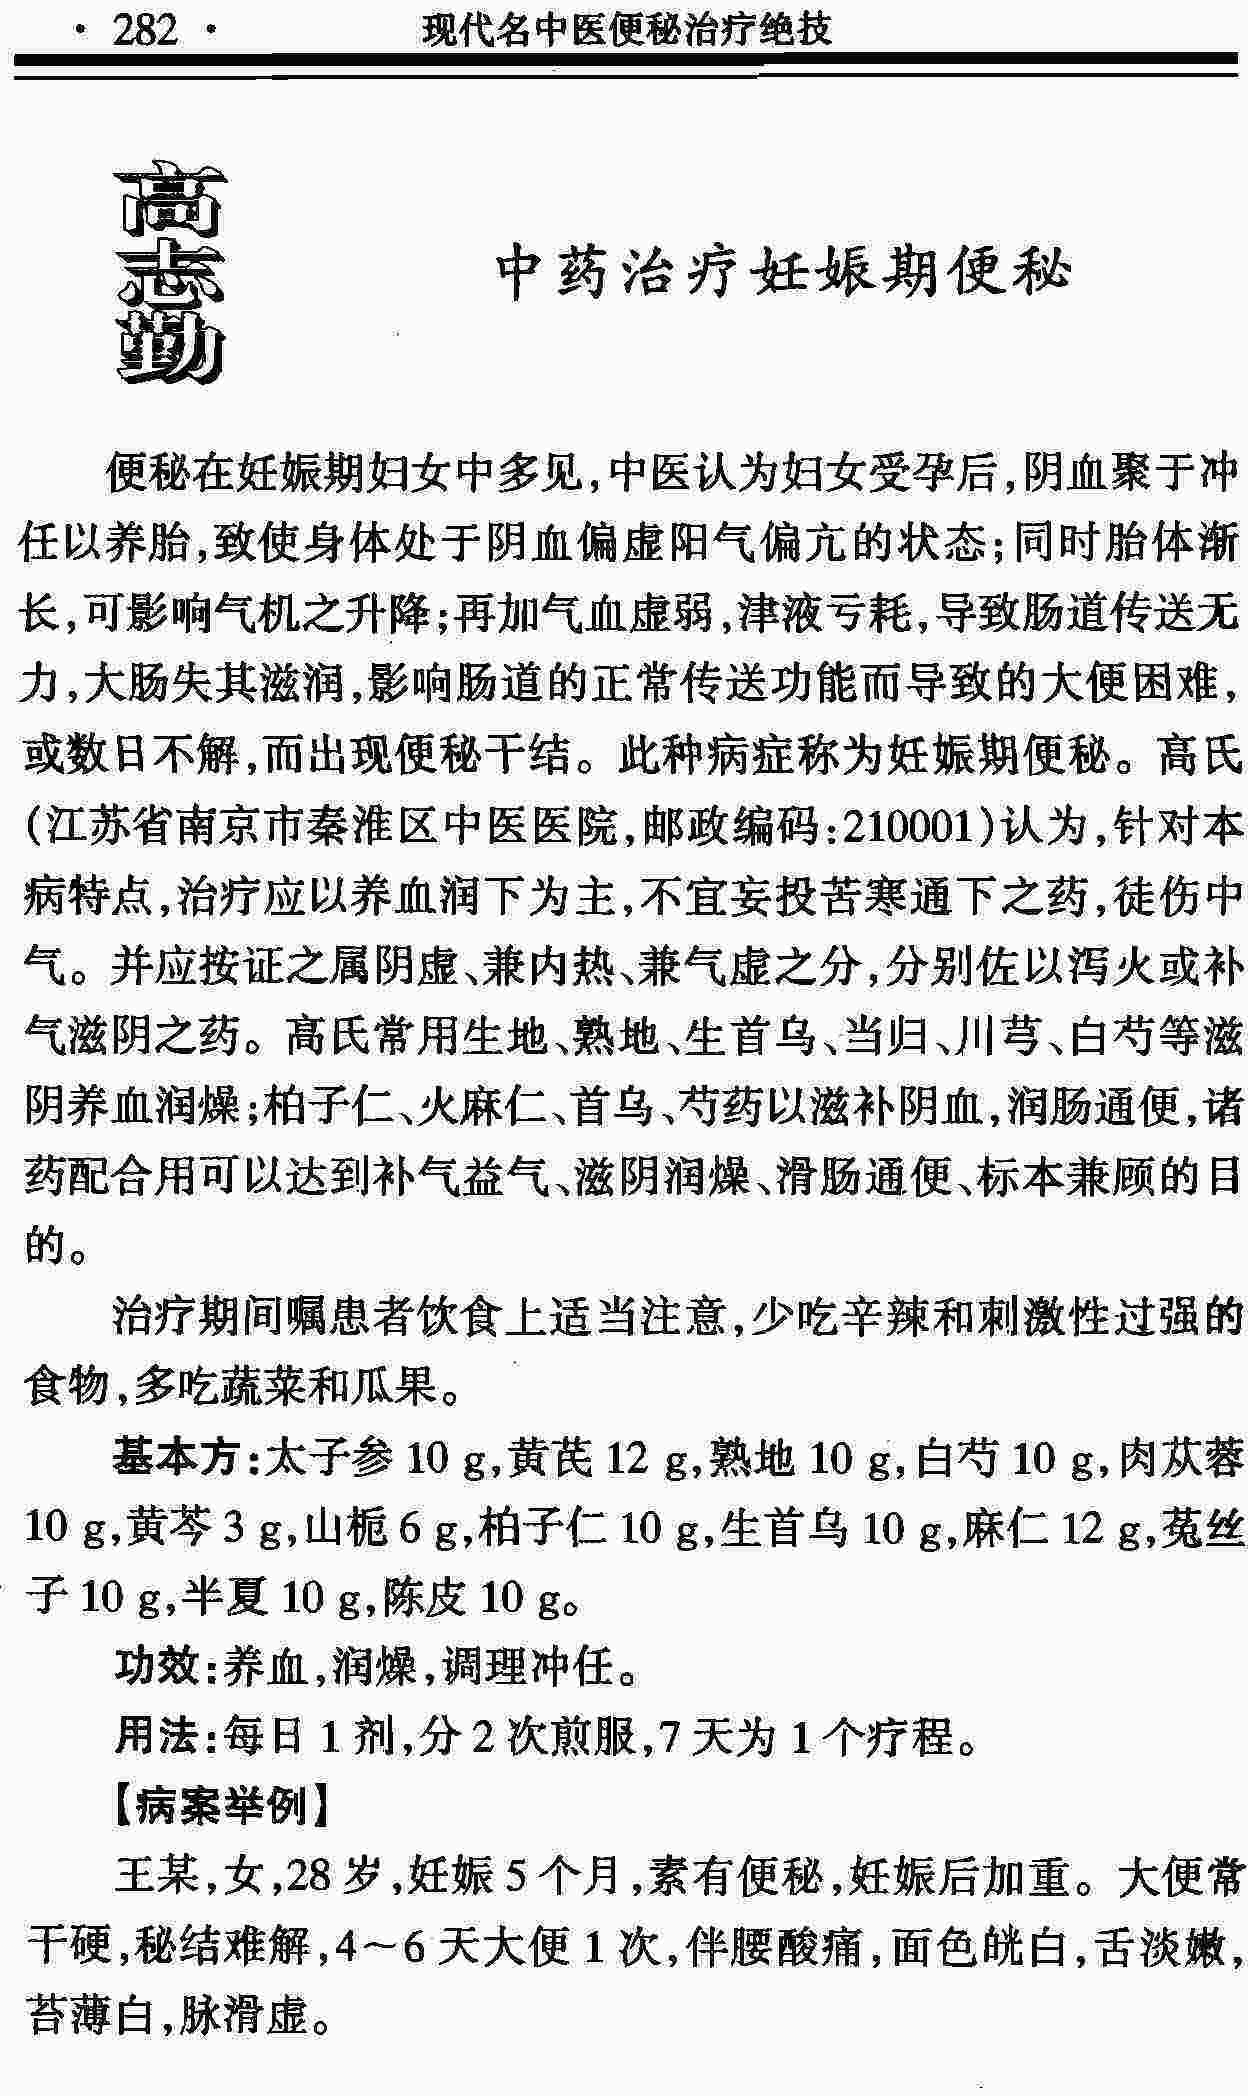 · 282 ·
现代名中医便秘治疗绝技
高志勤
中药治疗妊娠期便秘
便秘在妊娠期妇女中多见,中医认为妇女受孕后,阴血聚于冲
任以养胎,致使身体处于阴血偏虚阳气偏亢的状态;同时胎体渐
长,可影响气机之升降;再加气血虚弱,津液亏耗,导致肠道传送无
力,大肠失其滋润,影响肠道的正常传送功能而导致的大便困难,
或数日不解,而出现便秘干结。此种病症称为妊娠期便秘。高氏
(江苏省南京市秦淮区中医医院,邮政编码:210001)认为,针对本
病特点,治疗应以养血润下为主,不宜妄投苦寒通下之药,徒伤中
气。并应按证之属阴虚、兼内热、兼气虚之分,分别佐以泻火或补
气滋阴之药。高氏常用生地、熟地、生首乌、当归、川芎、白芍等滋
阴养血润燥;柏子仁、火麻仁、首乌、芍药以滋补阴血,润肠通便,诸
药配合用可以达到补气益气、滋阴润燥、滑肠通便、标本兼顾的目
的。
治疗期间嘱患者饮食上适当注意,少吃辛辣和刺激性过强的
食物,多吃蔬菜和瓜果。
基本方:太子参 10 g,黄芪 12 g,熟地 10 g,白芍 10 g,肉苁蓉
10 g,黄芩 3 g,山栀 6 g,柏子仁 10 g,生首乌 10 g,麻仁 12 g,菟丝
子 10 g,半夏 10 g,陈皮 10 g。
功效:养血,润燥,调理冲任。
用法:每日 1 剂,分 2 次煎服,7 天为 1 个疗程。
【病案举例】
王某,女,28 岁,妊娠 5 个月,素有便秘,妊娠后加重。大便常
干硬,秘结难解,4～6 天大便 1 次,伴腰酸痛,面色㿠白,舌淡嫩,
苔薄白,脉滑虚。